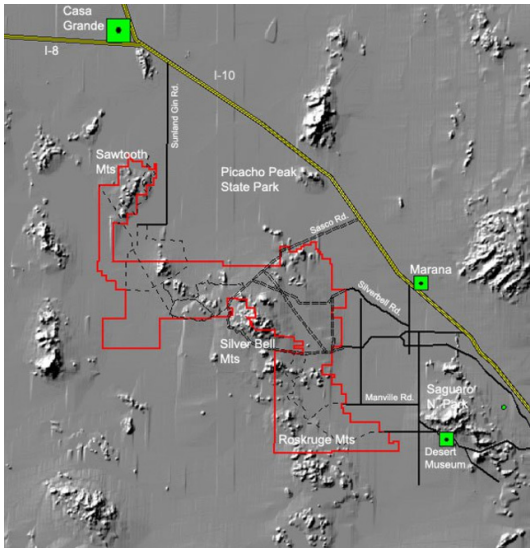 Casa
Grande
I-8
I-10
Sunland Gin Rd.
Sawtooth
Mts
Picacho Peak
State Park
Sasco Rd.
Marana
Silverbell Rd.
Silver Bell
Mts
Manville Rd.
Saguaro
N. Park
Roskruge Mts
Desert
Museum